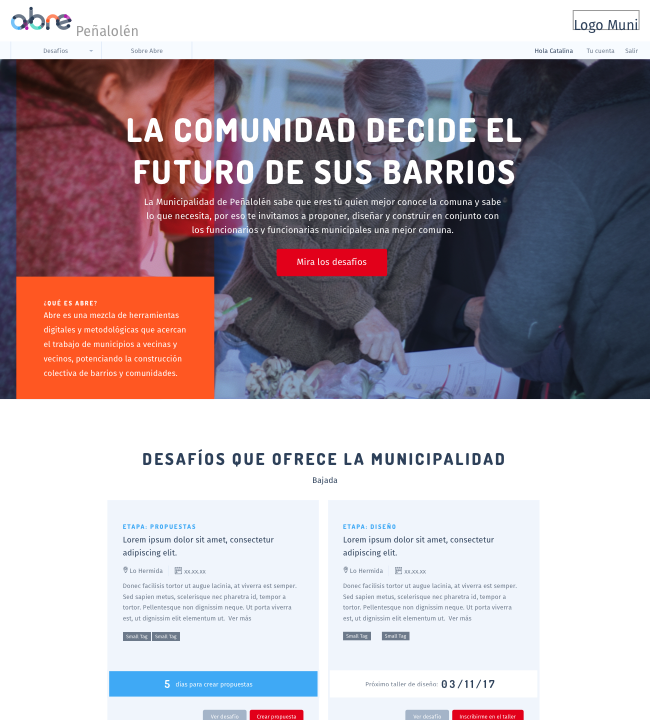 abre Peñalolén
Logo Muni
Desafíos
Sobre Abre
Hola Catalina
Tu cuenta
Salir
LA COMUNIDAD DECIDE EL
FUTURO DE SUS BARRIOS
La Municipalidad de Peñalolén sabe que eres tú quien mejor conoce la comuna y sabe
lo que necesita, por eso te invitamos a proponer, diseñar y construir en conjunto con
los funcionarios y funcionarias municipales una mejor comuna.
Mira los desafíos
¿QUÉ ES ABRE?
Abre es una mezcla de herramientas
digitales y metodológicas que acercan
el trabajo de municipios a vecinas y
vecinos, potenciando la construcción
colectiva de barrios y comunidades.
DESAFÍOS QUE OFRECE LA MUNICIPALIDAD
Bajada
ETAPA: PROPUESTAS
Lorem ipsum dolor sit amet, consectetur
adipiscing elit.
Lo Hermida
xx.xx.xx
Donec facilisis tortor ut augue lacinia, at viverra est semper.
Sed sapien metus, scelerisque nec pharetra id, tempor a
tortor. Pellentesque non dignissim neque. Ut porta viverra
est, ut dignissim elit elementum ut. Ver más
Small Tag
Small Tag
5 días para crear propuestas
Ver desafío
Crear propuesta
ETAPA: DISEÑO
Lorem ipsum dolor sit amet, consectetur
adipiscing elit.
Lo Hermida
xx.xx.xx
Donec facilisis tortor ut augue lacinia, at viverra est semper.
Sed sapien metus, scelerisque nec pharetra id, tempor a
tortor. Pellentesque non dignissim neque. Ut porta viverra
est, ut dignissim elit elementum ut. Ver más
Small Tag
Small Tag
Próximo taller de diseño: 03/11/17
Ver desafío
Inscribirme en el taller